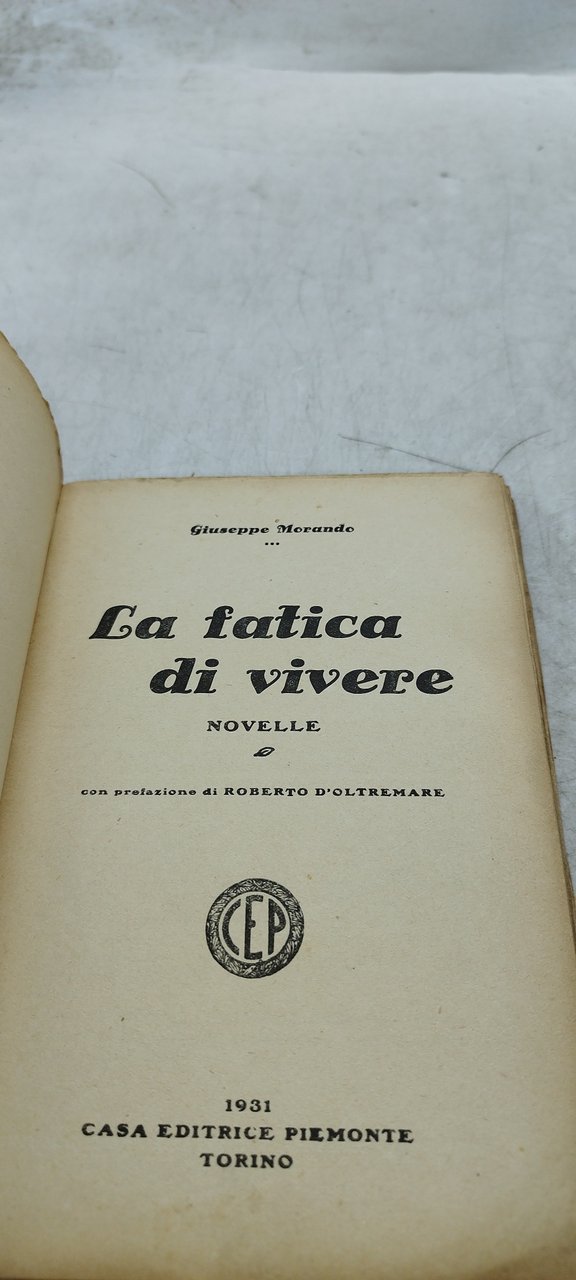 Giuseppe Morando
La fatica
di vivere
NOVELLE
con prefazione di ROBERTO D'OLTREMARE
CEP
1931
CASA EDITRICE PIEMONTE
TORINO